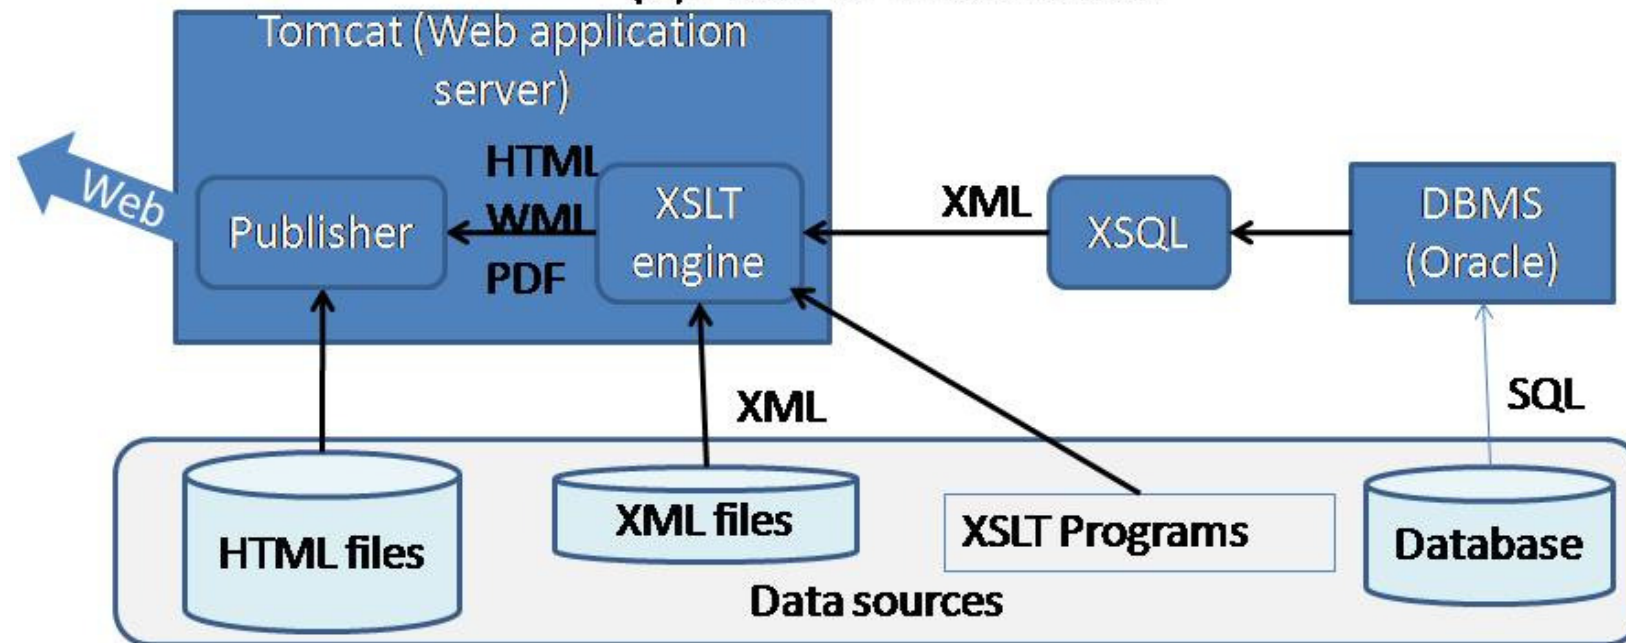 Tomcat (Web application
server)
Web
Publisher
HTML
WML
PDF
XSLT
engine
XML
XSQL
DBMS
(Oracle)
XML
SQL
HTML files
XML files
XSLT Programs
Database
Data sources